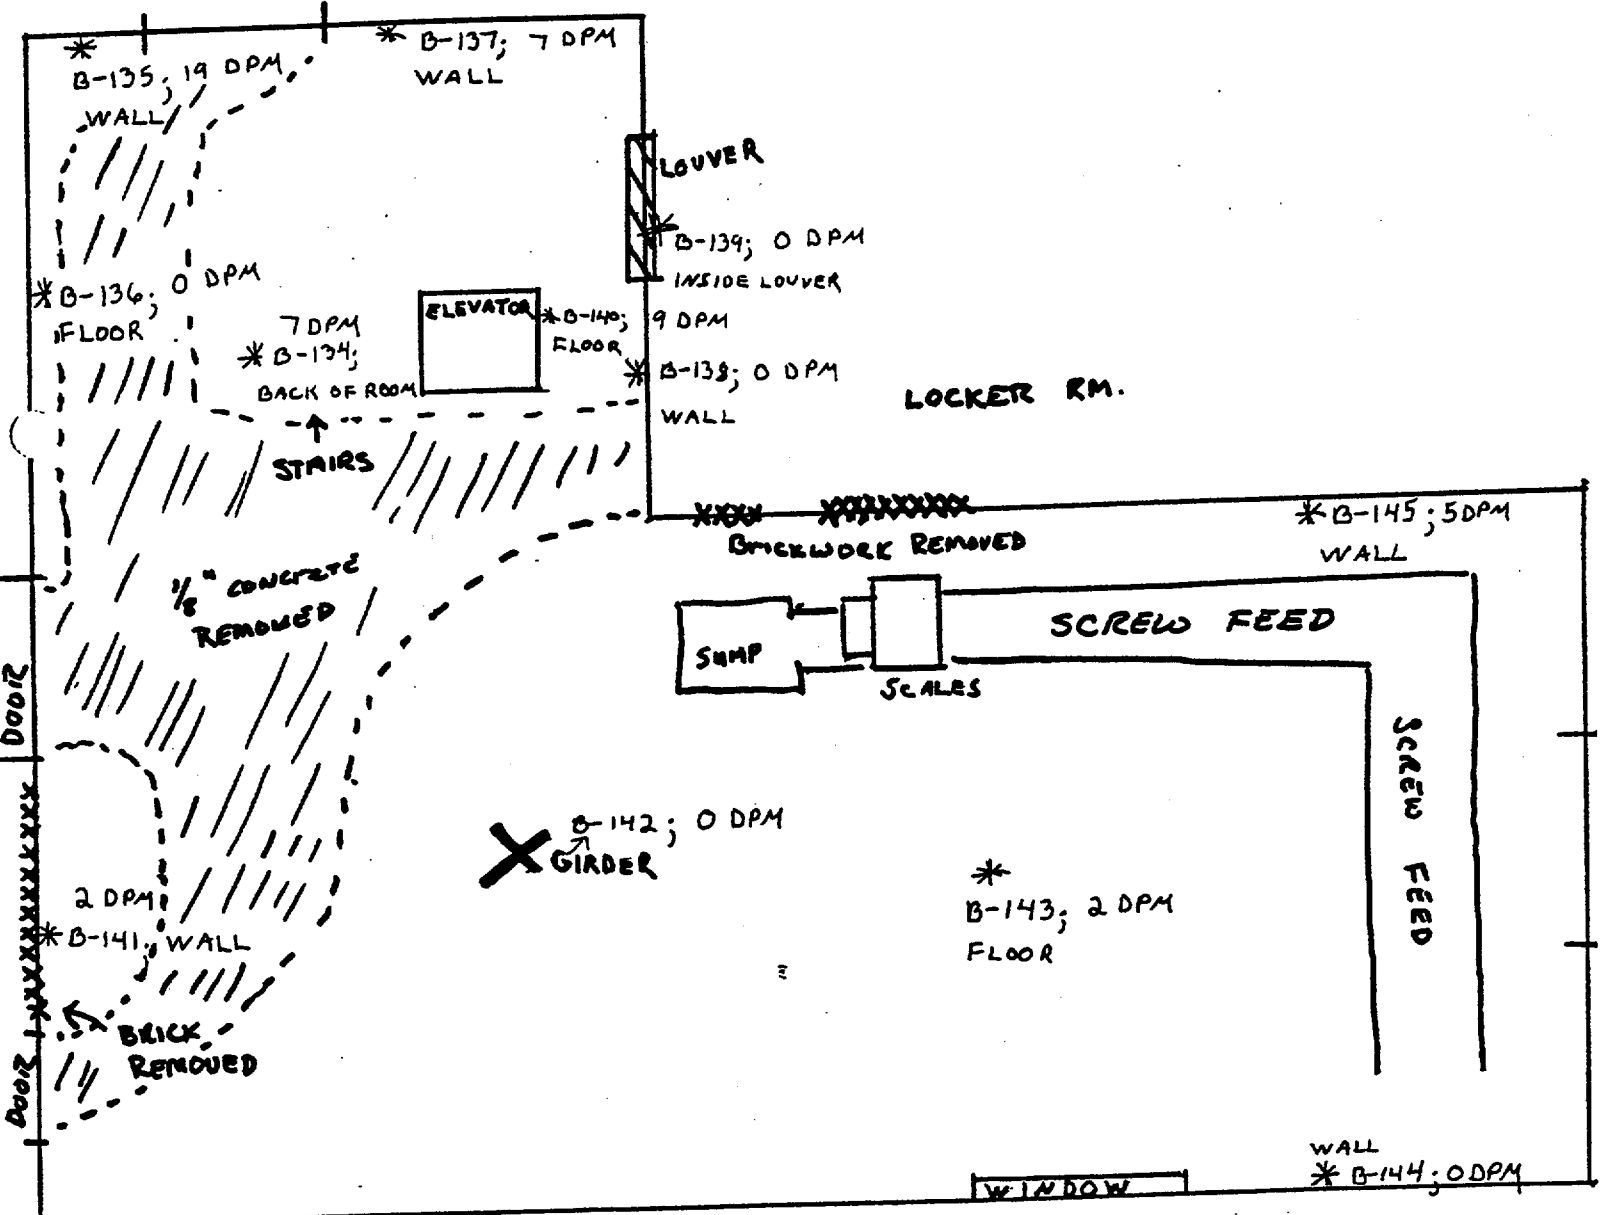 B-135; 19 DPM
WALL
B-137; 7 DPM
WALL
LOUVER
B-139; 0 DPM
INSIDE LOUVER
B-136; 0 DPM
FLOOR
7 DPM
B-134;
BACK OF ROOM
ELEVATOR
B-140; 9 DPM
FLOOR
B-138; 0 DPM
WALL
LOCKER RM.
STAIRS
BRICKWORK REMOVED
B-145; 5 DPM
WALL
1/8" CONCRETE
REMOVED
SUMP
SCALES
SCREW FEED
SCREW FEED
DOOR
B-142; 0 DPM
GIRDER
2 DPM
B-141; WALL
B-143; 2 DPM
FLOOR
BRICK
REMOVED
DOOR
WINDOW
WALL
B-144; 0 DPM